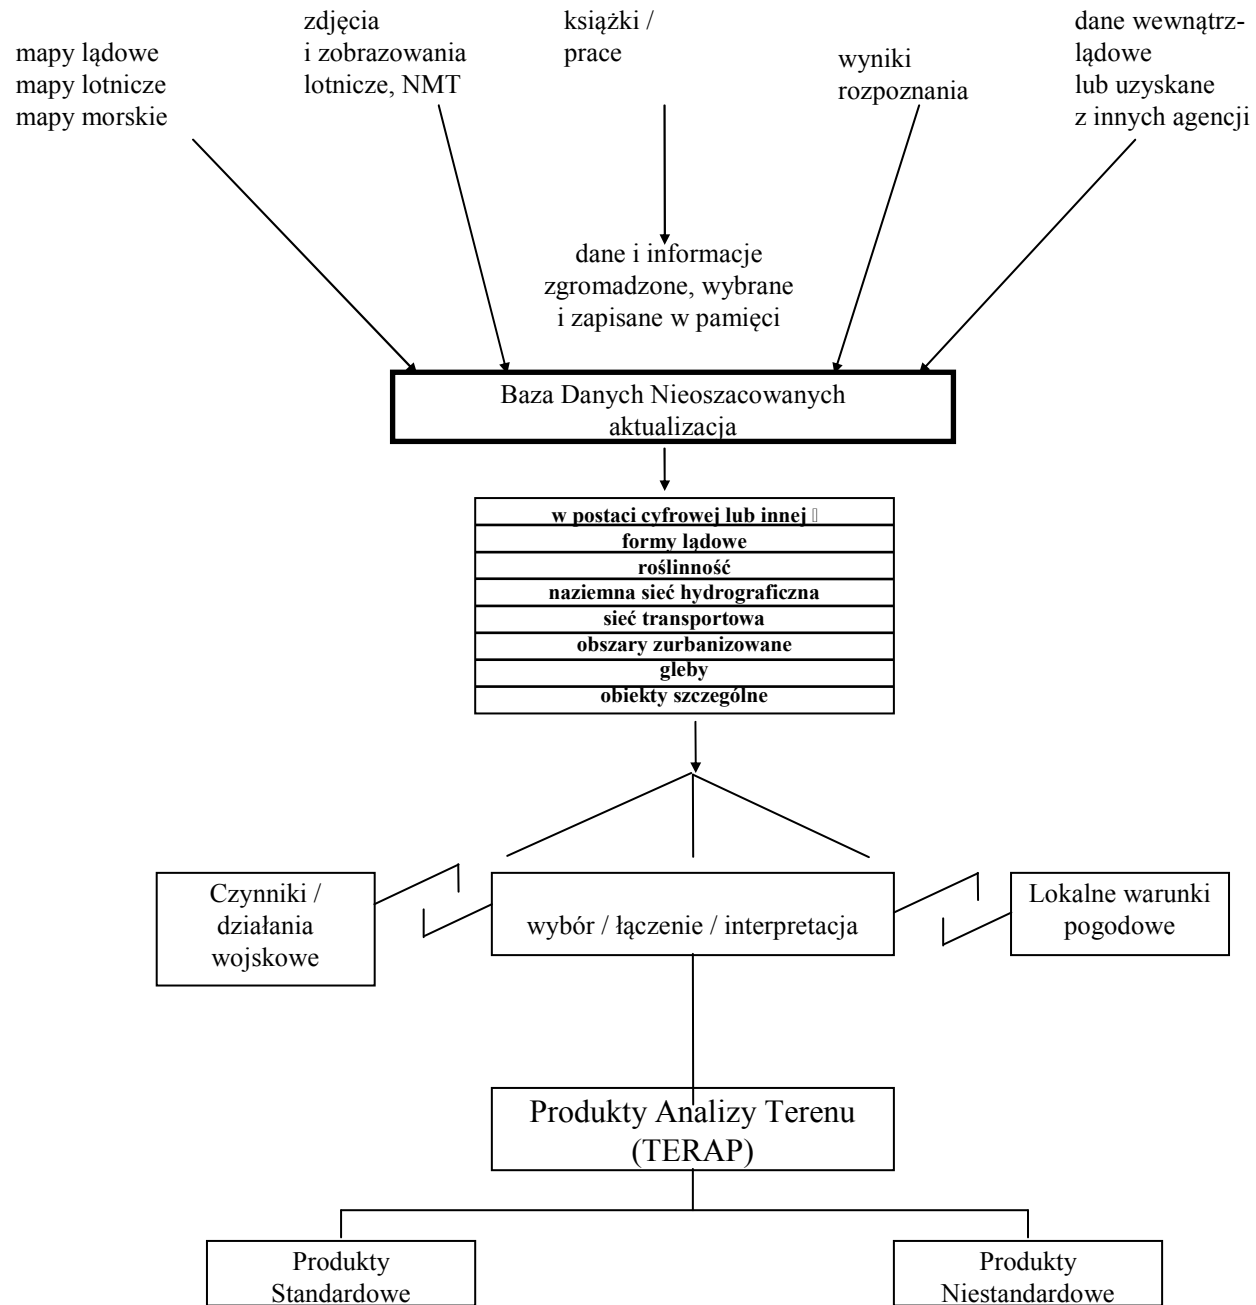 mapy lądowe
mapy lotnicze
mapy morskie
zdjęcia
i zobrazowania
lotnicze, NMT
książki /
prace
wyniki
rozpoznania
dane wewnątrz-
lądowe
lub uzyskane
z innych agencji
dane i informacje
zgromadzone, wybrane
i zapisane w pamięci
Baza Danych Nieoszacowanych
aktualizacja
w postaci cyfrowej lub innej 
formy lądowe
roślinność
naziemna sieć hydrograficzna
sieć transportowa
obszary zurbanizowane
gleby
obiekty szczególne
Czynniki /
działania
wojskowe
wybór / łączenie / interpretacja
Lokalne warunki
pogodowe
Produkty Analizy Terenu
(TERAP)
Produkty
Standardowe
Produkty
Niestandardowe